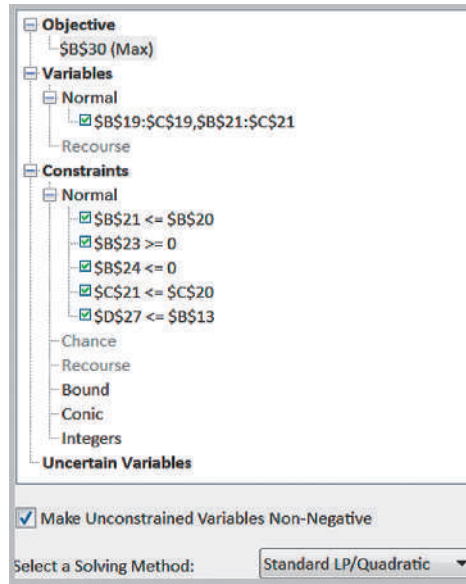 Objective
$B$30 (Max)
Variables
Normal
$B$19:$C$19,$B$21:$C$21
Recourse
Constraints
Normal
$B$21 <= $B$20
$B$23 >= 0
$B$24 <= 0
$C$21 <= $C$20
$D$27 <= $B$13
Chance
Recourse
Bound
Conic
Integers
Uncertain Variables
Make Unconstrained Variables Non-Negative
Select a Solving Method: Standard LP/Quadratic